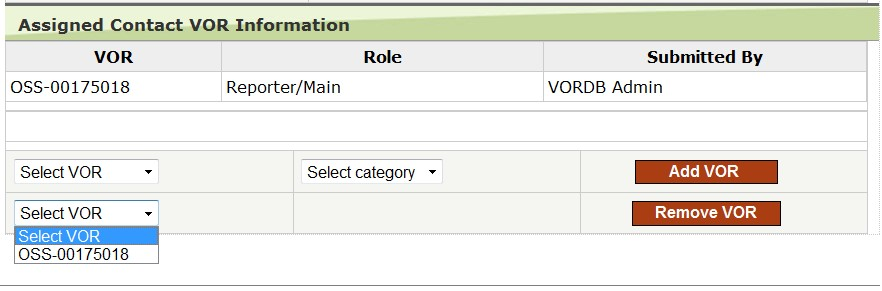 Assigned Contact VOR Information
VOR Role Submitted By
OSS-00175018 Reporter/Main VORDB Admin
Select VOR Select category Add VOR
Select VOR Remove VOR
Select VOR
OSS-00175018